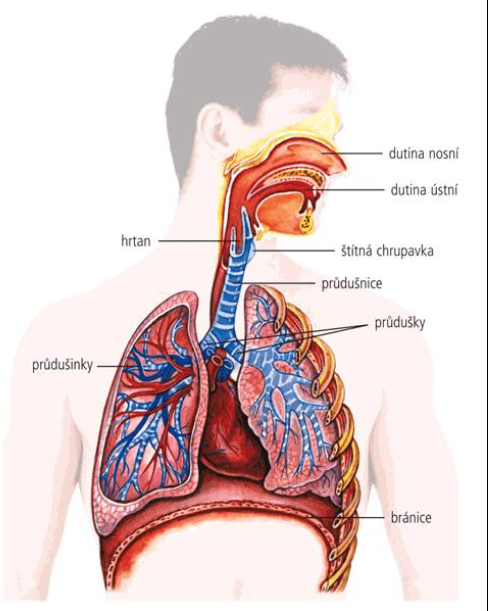 dutina nosní
dutina ústní
hrtan
štítná chrupavka
průdušnice
průdušky
průdušinky
bránice